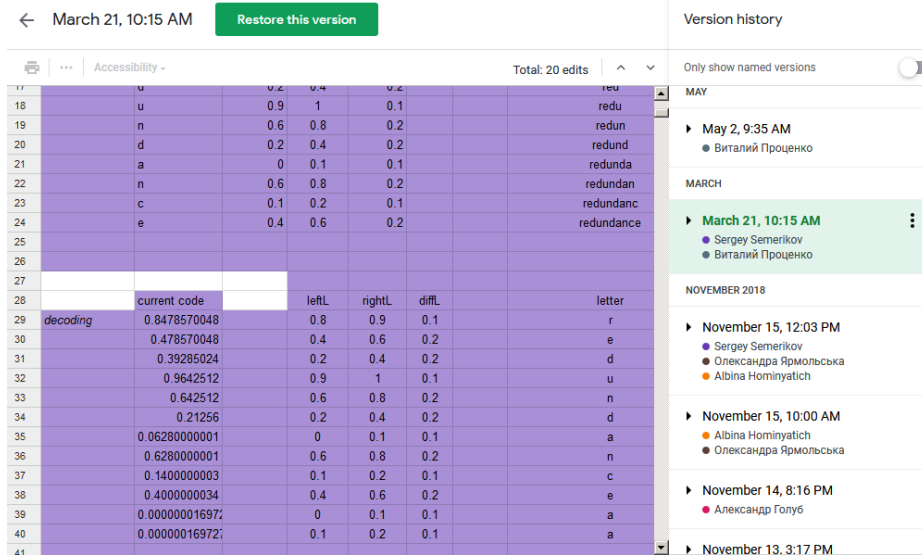 March 21, 10:15 AM
Restore this version
Version history
Accessibility
Total: 20 edits
Only show named versions
17 d 0.2 0.4 0.2 red
18 u 0.9 1 0.1 redu
19 n 0.6 0.8 0.2 redun
20 d 0.2 0.4 0.2 redund
21 a 0 0.1 0.1 redunda
22 n 0.6 0.8 0.2 redundan
23 c 0.1 0.2 0.1 redundanc
24 e 0.4 0.6 0.2 redundance
25
26
27
28 current code leftL rightL diffL letter
29 decoding 0.8478570048 0.8 0.9 0.1 r
30 0.478570048 0.4 0.6 0.2 e
31 0.39285024 0.2 0.4 0.2 d
32 0.9642512 0.9 1 0.1 u
33 0.642512 0.6 0.8 0.2 n
34 0.21256 0.2 0.4 0.2 d
35 0.06280000001 0 0.1 0.1 a
36 0.6280000001 0.6 0.8 0.2 n
37 0.1400000003 0.1 0.2 0.1 c
38 0.4000000034 0.4 0.6 0.2 e
39 0.00000001697 0 0.1 0.1 a
40 0.00000016972 0.1 0.2 0.1 a
41
MAY
May 2, 9:35 AM
Виталий Проценко
MARCH
March 21, 10:15 AM
Sergey Semerikov
Виталий Проценко
NOVEMBER 2018
November 15, 12:03 PM
Sergey Semerikov
Олександра Ярмольська
Albina Hominyatich
November 15, 10:00 AM
Albina Hominyatich
Олександра Ярмольська
November 14, 8:16 PM
Александр Голуб
November 13, 3:17 PM